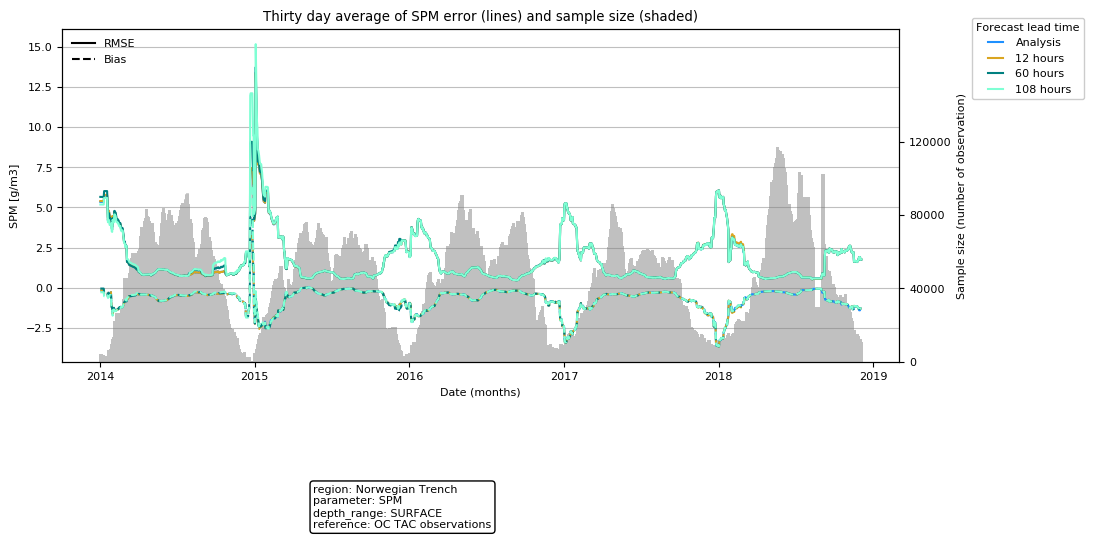 Thirty day average of SPM error (lines) and sample size (shaded)
RMSE
Bias
Forecast lead time
Analysis
12 hours
60 hours
108 hours
15.0
12.5
10.0
7.5
5.0
2.5
0.0
−2.5
SPM [g/m3]
120000
80000
40000
0
Sample size (number of observation)
2014
2015
2016
2017
2018
2019
Date (months)
region: Norwegian Trench
parameter: SPM
depth_range: SURFACE
reference: OC TAC observations